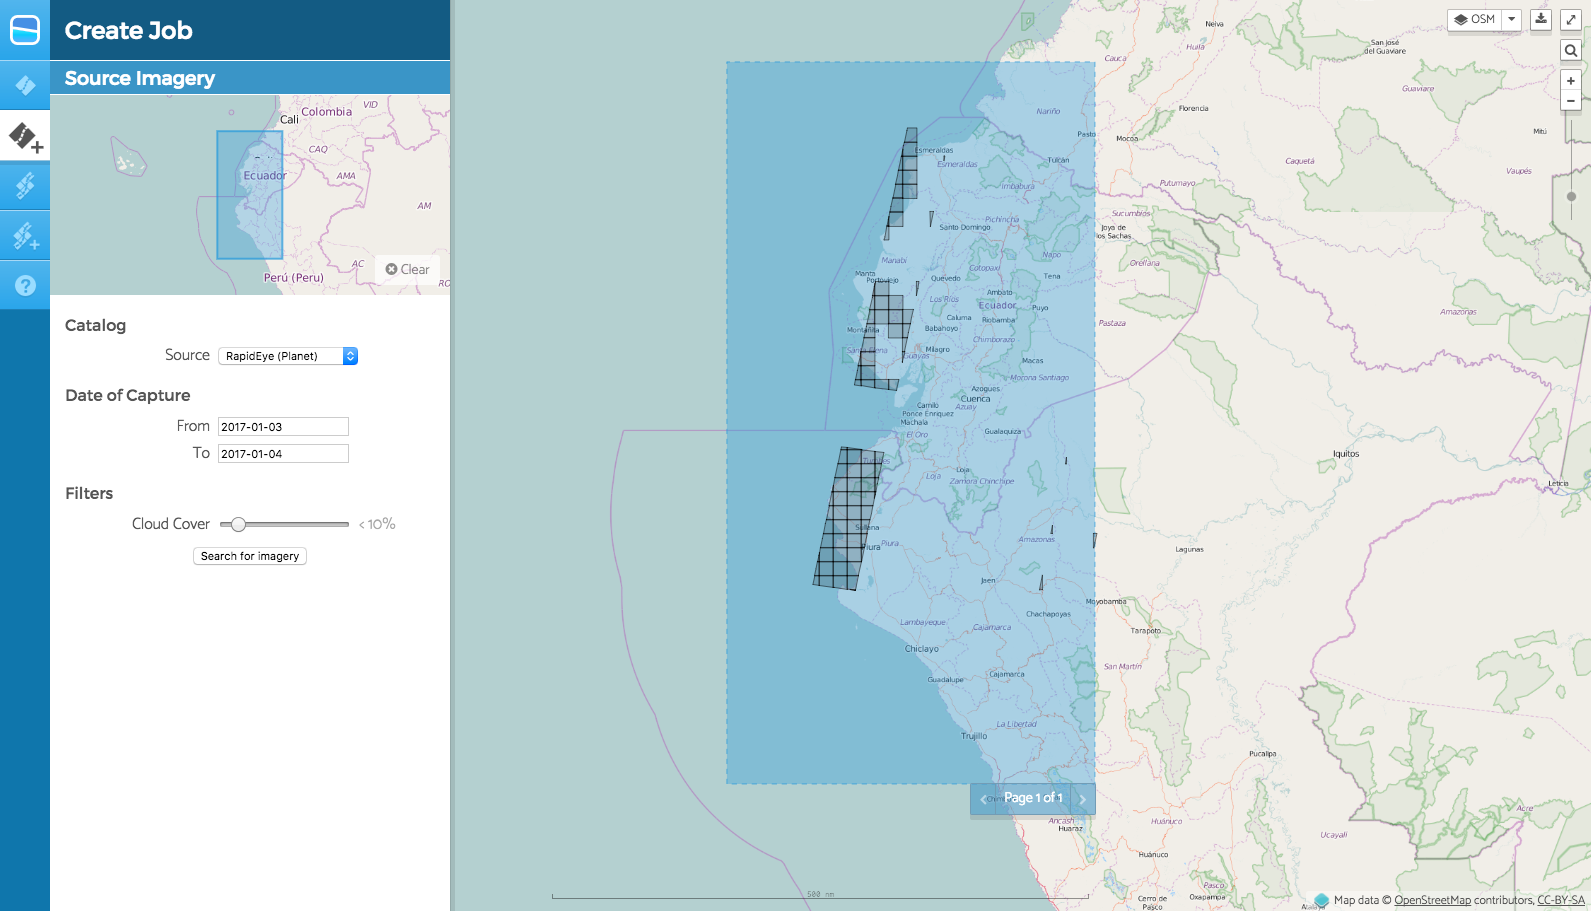 Create Job
Source Imagery
Colombia
VID
Cali
CAQ
Ecuador
AMA
AM
AC
Perú (Peru)
RO
Clear
Catalog
Source RapidEye (Planet)
Date of Capture
From 2017-01-03
To 2017-01-04
Filters
Cloud Cover < 10%
Search for imagery
OSM
+
−
Neiva
Huila
San José
del Guaviare
Cauca
Guaviare
Nariño
Florencia
Mitú
Pasto
Mocoa
Esmeraldas
Esmeraldas
Tulcán
Caquetá
Vaupés
Imbabura
Putumayo
Sucumbíos
Pichincha
Santo Domingo
Joya de
los Sachas
Manabí
Napo
Orellana
Cotopaxi
Manta
Portoviejo
Quevedo
Tena
Ambato
Los Ríos
Ecuador
Puyo
Caluma
Riobamba
Amazonas
Montañita
Babahoyo
Pastaza
Chimborazo
Santa Elena
Guayas
Milagro
Macas
Morona Santiago
Azogues
Cuenca
Camilo
Ponce Enríquez
Azuay
Machala
El Oro
Gualaquiza
Tumbes
Iquitos
Loja
Loja
Zamora Chinchipe
Leticia
Sullana
Piura
Piura
Amazonas
Lagunas
Jaen
Moyobamba
Chachapoyas
Lambayeque
Cajamarca
Tarapoto
Chiclayo
San Martín
Guadalupe
Cajamarca
La Libertad
Trujillo
Pucallpa
Page 1 of 1
Acre
Ancash
Huaraz
Huánuco
Ucayali
Huánuco
Pasco
Cerro de
Pasco
Oxapampa
Atalaya
500 nm
Map data © OpenStreetMap contributors, CC-BY-SA